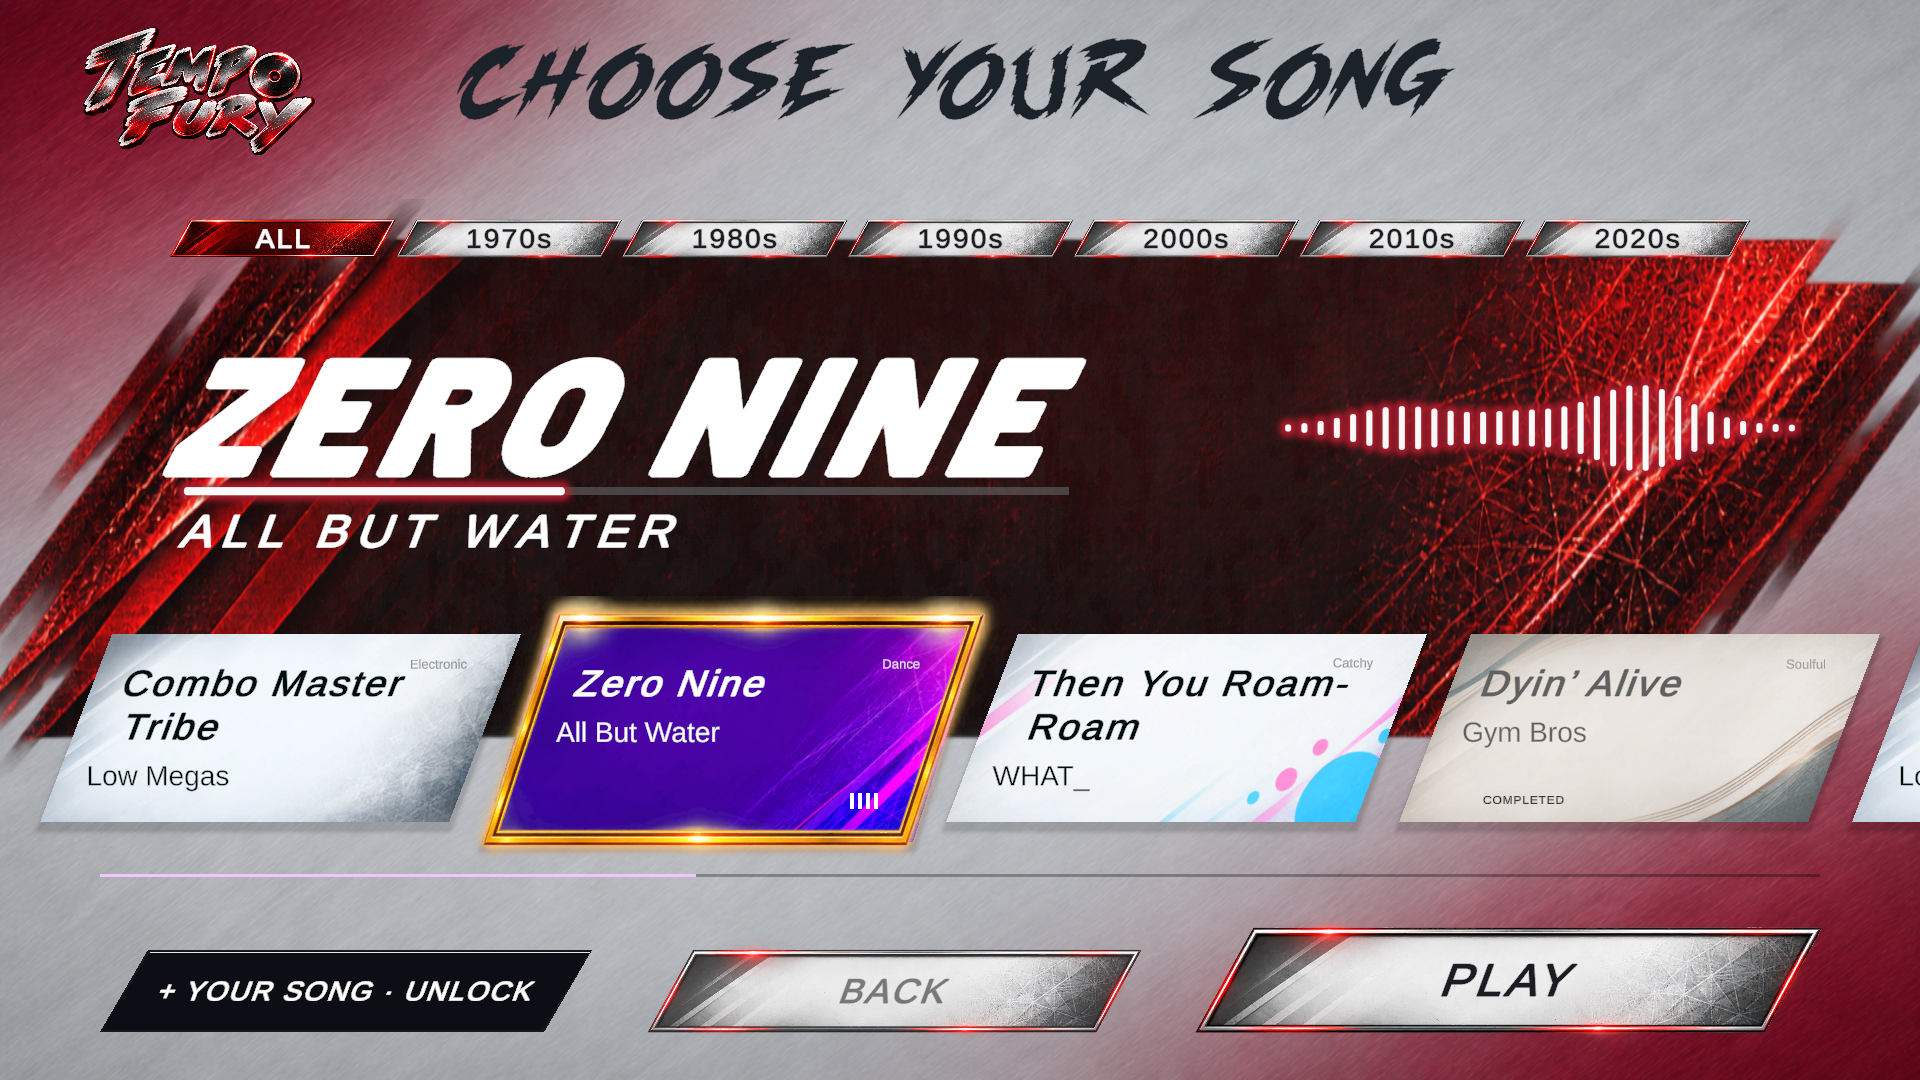 TEMPO
FURY
CHOOSE YOUR SONG
ALL
1970s
1980s
1990s
2000s
2010s
2020s
ZERO NINE
ALL BUT WATER
Combo Master
Tribe
Electronic
Low Megas
Zero Nine
Dance
All But Water
Then You Roam-
Roam
Catchy
WHAT_
Dyin’ Alive
Soulful
Gym Bros
COMPLETED
+ YOUR SONG · UNLOCK
BACK
PLAY